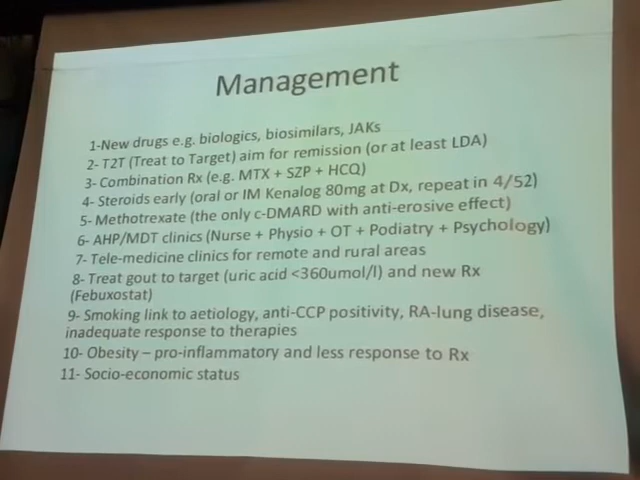 Management
1-New drugs e.g. biologics, biosimilars, JAKs
2- T2T (Treat to Target) aim for remission (or at least LDA)
3- Combination Rx (e.g. MTX + SZP + HCQ)
4- Steroids early (oral or IM Kenalog 80mg at Dx, repeat in 4/52)
5- Methotrexate (the only c-DMARD with anti-erosive effect)
6- AHP/MDT clinics (Nurse + Physio + OT + Podiatry + Psychology)
7- Tele-medicine clinics for remote and rural areas
8- Treat gout to target (uric acid <360umol/l) and new Rx
(Febuxostat)
9- Smoking link to aetiology, anti-CCP positivity, RA-lung disease,
inadequate response to therapies
10- Obesity – pro-inflammatory and less response to Rx
11- Socio-economic status